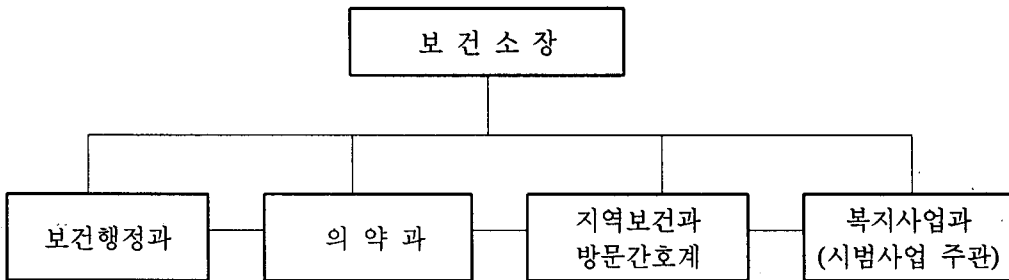 보 건 소 장
보건행정과
의 약 과
지역보건과
방문간호계
복지사업과
(시범사업 주관)